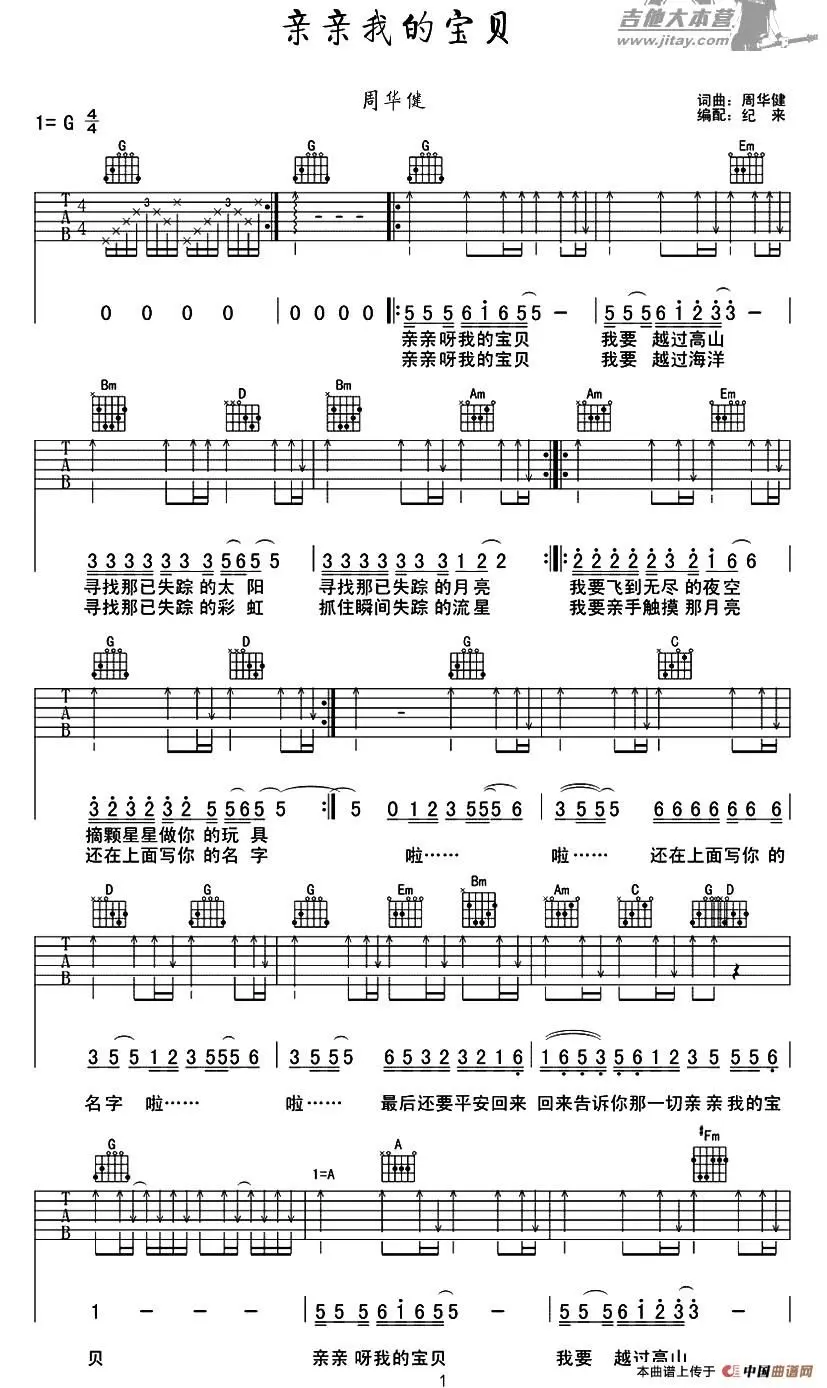 亲亲我的宝贝
吉他大本营
www.jitay.com
周华健
词曲：周华健
编配：纪 来
1= G 4/4
G G G Em
T A B 4 4 3 3
0 0 0 0 0 0 0 0 5 5 5 6 1 6 5 5 - 5 5 5 6 1 2 3 3 -
亲亲呀我的宝贝 我要 越过高山
亲亲呀我的宝贝 我要 越过海洋
Bm D Bm Am Am Em
T A B
3 3 3 3 3 3 3 5 6 5 5 3 3 3 3 3 3 1 2 2 2 2 2 2 2 3 2 1 6 6
寻找那已失踪的太 阳 寻找那已失踪的月亮 我要飞到无尽的夜空
寻找那已失踪的彩 虹 抓住瞬间失踪的流星 我要亲手触摸那月亮
G D G C
T A B
3 2 3 2 3 2 5 5 6 5 5 5 0 1 2 3 5 5 5 6 3 5 5 5 6 6 6 6 6 6 6
摘颗星星做你的玩具
还在上面写你的名字 啦…… 啦…… 还在上面写你的
D G G Em Bm Am C G D
T A B
3 5 5 1 2 3 5 5 5 6 3 5 5 5 6 5 3 2 3 2 1 6 1 6 5 3 5 6 1 2 3 5 5 5 6
名字 啦…… 啦…… 最后还要平安回来 回来告诉你那一切亲亲我的宝
G 1=A A #Fm
T A B
1 - - - 5 5 5 6 1 6 5 5 - 5 5 5 6 1 2 3 3 -
贝 亲亲呀我的宝贝 我要 越过高山
本曲谱上传于 中国曲谱网
1